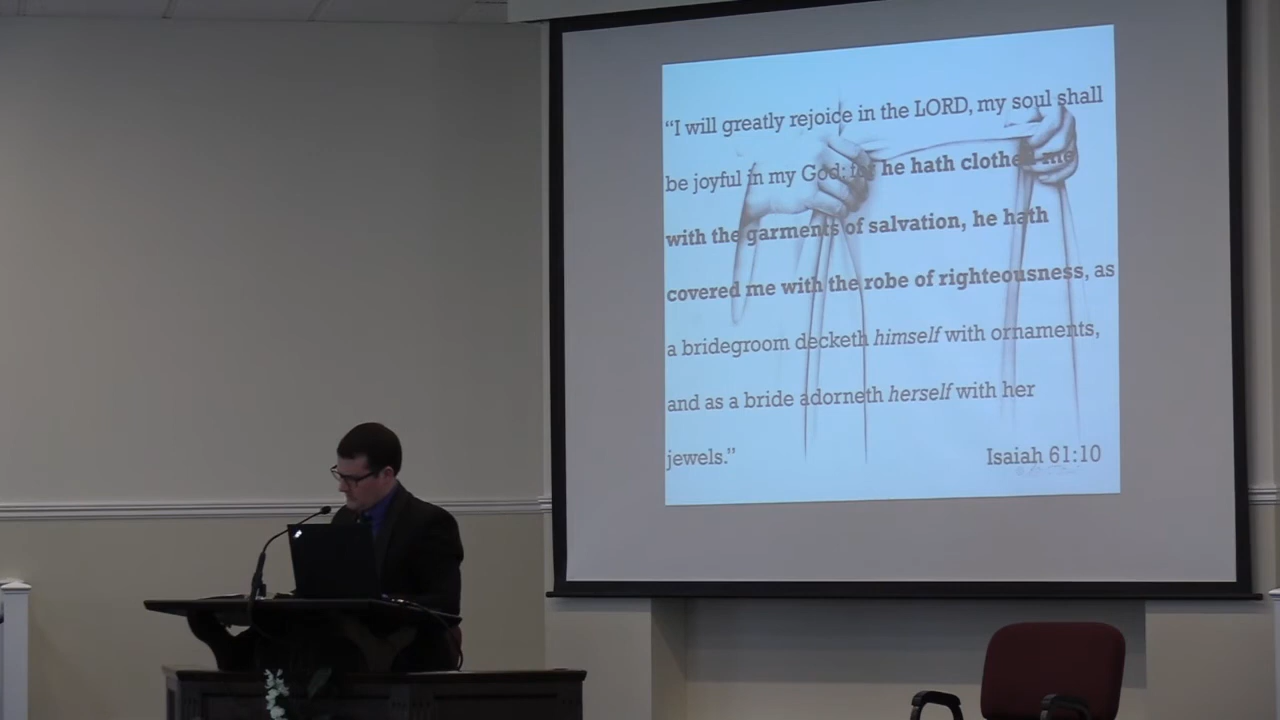 “I will greatly rejoice in the LORD, my soul shall
be joyful in my God: for he hath clothed me
with the garments of salvation, he hath
covered me with the robe of righteousness, as
a bridegroom decketh himself with ornaments,
and as a bride adorneth herself with her
jewels.” Isaiah 61:10